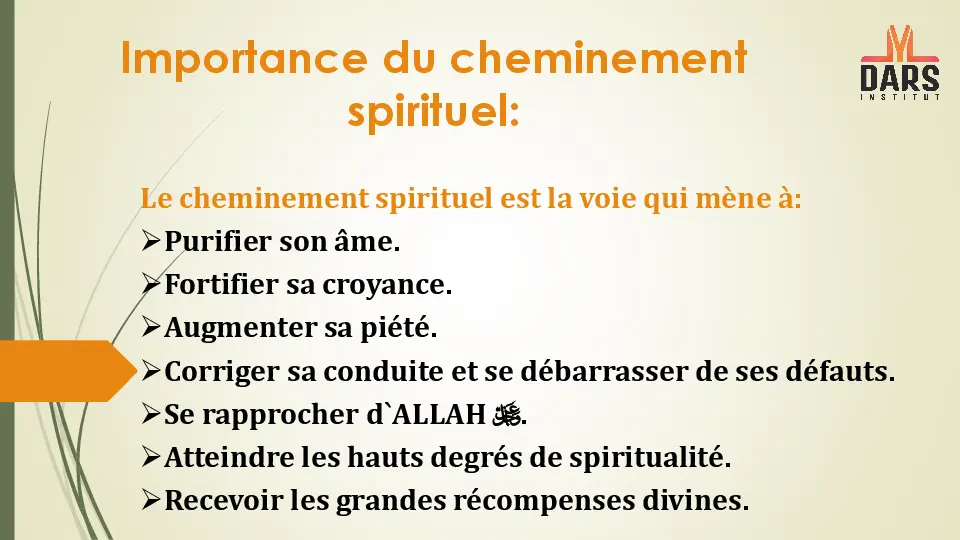 Importance du cheminement
spirituel:
DARS
INSTITUT
Le cheminement spirituel est la voie qui mène à:
➢Purifier son âme.
➢Fortifier sa croyance.
➢Augmenter sa piété.
➢Corriger sa conduite et se débarrasser de ses défauts.
➢Se rapprocher d`ALLAH ﷻ.
➢Atteindre les hauts degrés de spiritualité.
➢Recevoir les grandes récompenses divines.